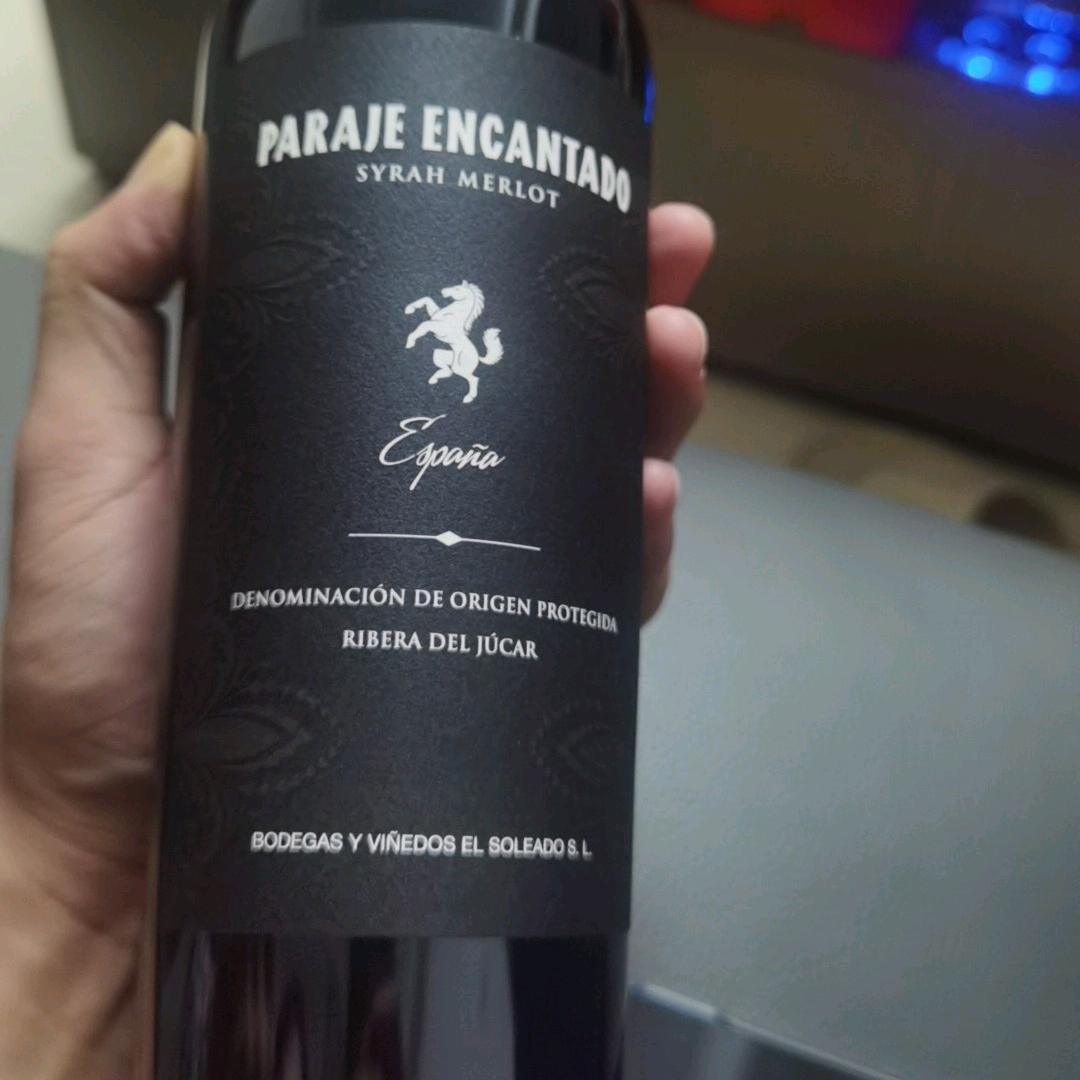 PARAJE ENCANTADO
SYRAH MERLOT
España
DENOMINACIÓN DE ORIGEN PROTEGIDA
RIBERA DEL JÚCAR
BODEGAS Y VIÑEDOS EL SOLEADO S. L.